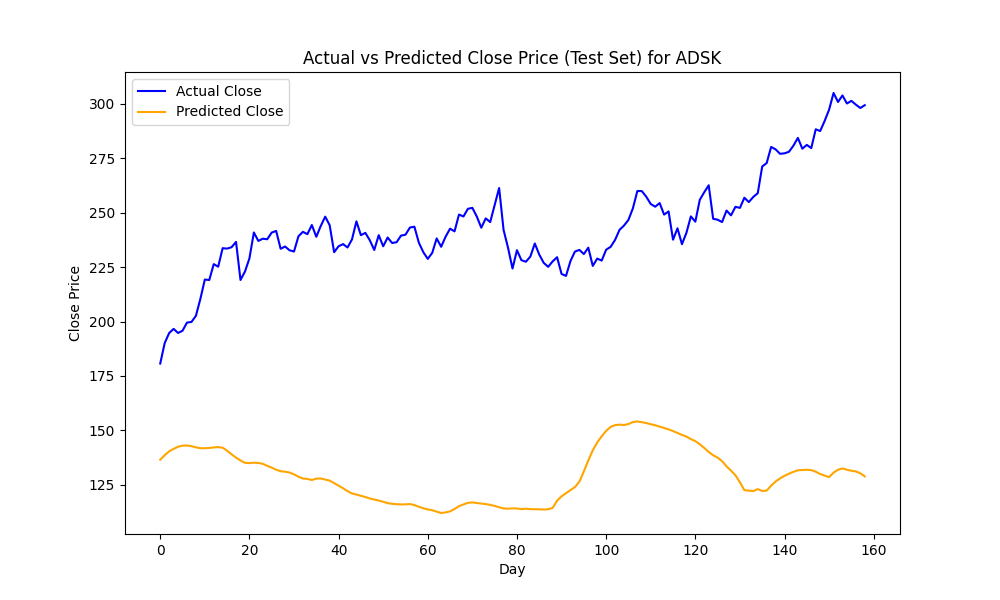 Actual vs Predicted Close Price (Test Set) for ADSK
Actual Close
Predicted Close
Close Price
300
275
250
225
200
175
150
125
0 20 40 60 80 100 120 140 160
Day